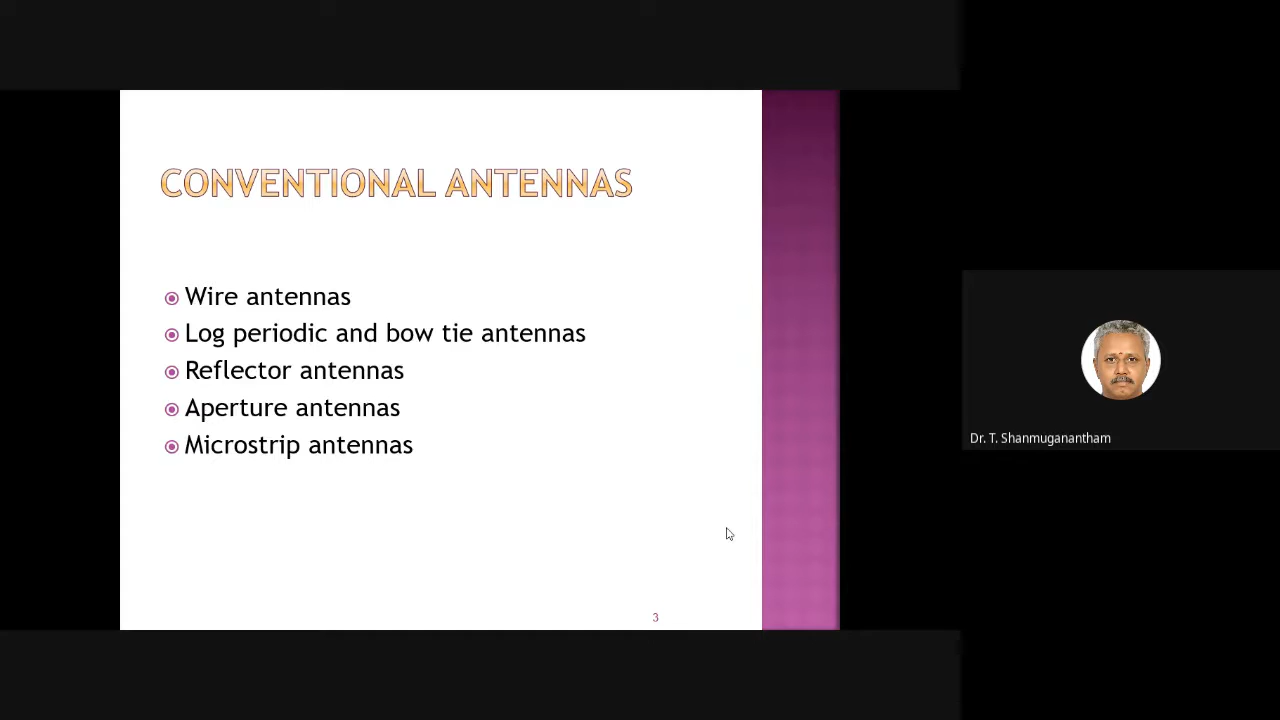 CONVENTIONAL ANTENNAS
Wire antennas
Log periodic and bow tie antennas
Reflector antennas
Aperture antennas
Microstrip antennas
3
Dr. T. Shanmuganantham